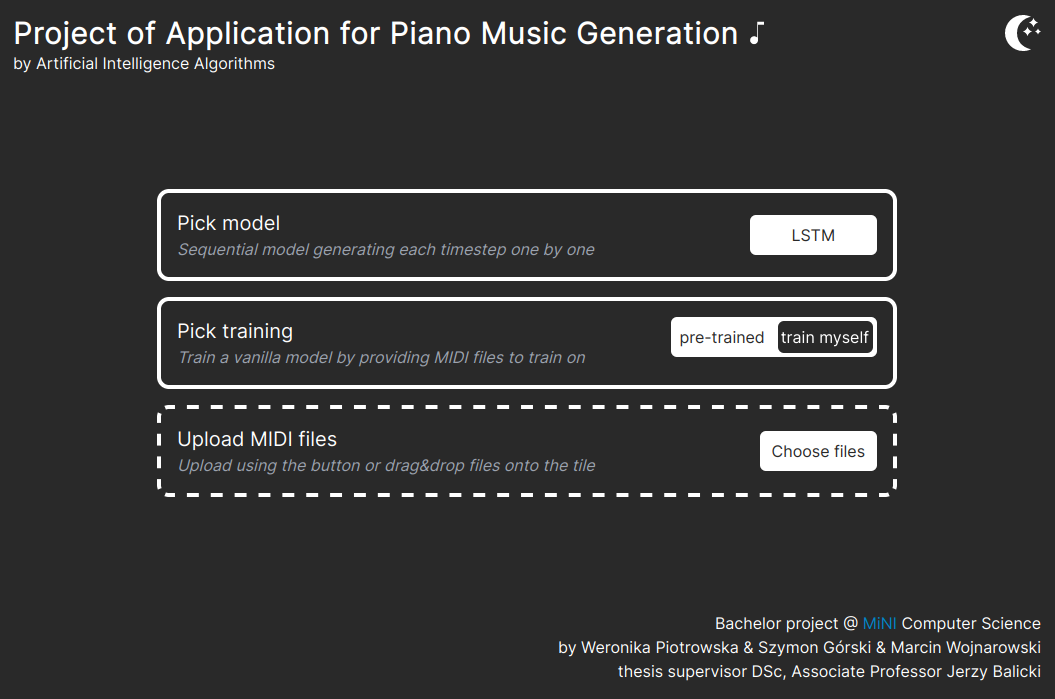 Project of Application for Piano Music Generation ♩
by Artificial Intelligence Algorithms
Pick model
Sequential model generating each timestep one by one
LSTM
Pick training
Train a vanilla model by providing MIDI files to train on
pre-trained train myself
Upload MIDI files
Upload using the button or drag&drop files onto the tile
Choose files
Bachelor project @ MiNI Computer Science
by Weronika Piotrowska & Szymon Górski & Marcin Wojnarowski
thesis supervisor DSc, Associate Professor Jerzy Balicki